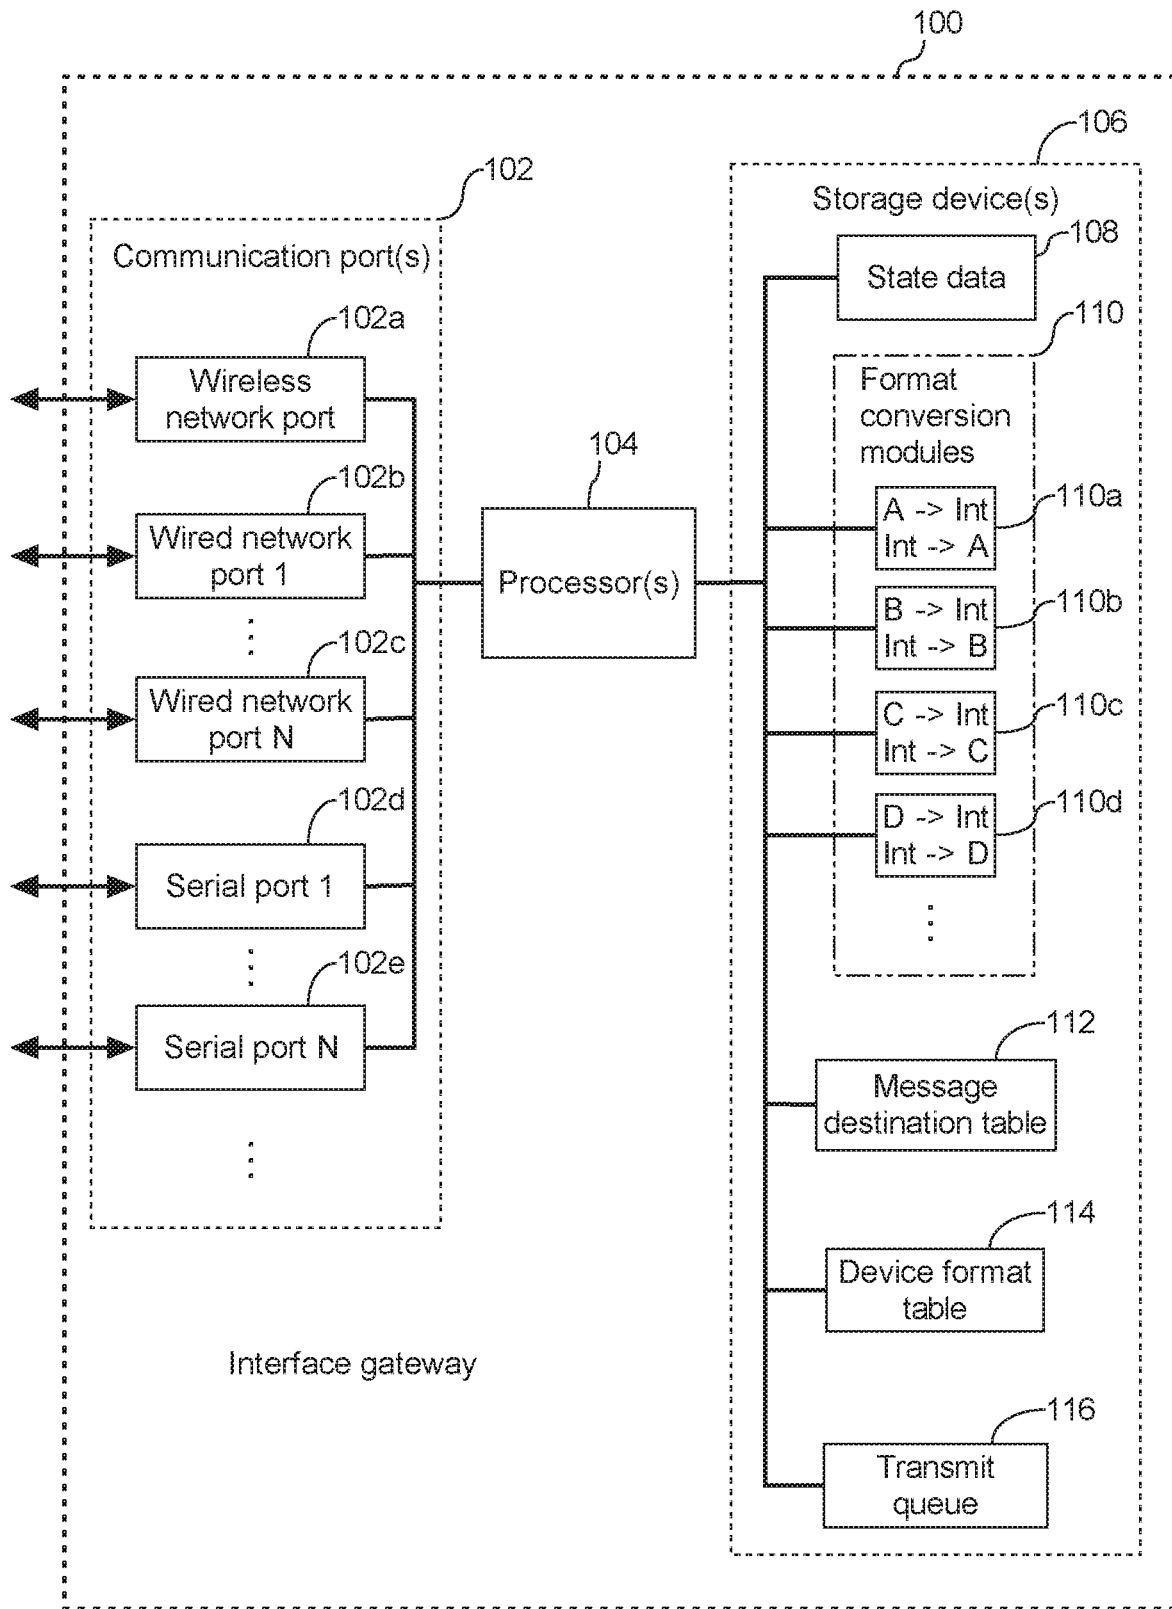 100
106
Storage device(s)
108
State data
110
Format
conversion
modules
A -> Int
Int -> A
110a
B -> Int
Int -> B
110b
C -> Int
Int -> C
110c
D -> Int
Int -> D
110d
112
Message
destination table
114
Device format
table
116
Transmit
queue
102
Communication port(s)
102a
Wireless
network port
102b
Wired network
port 1
102c
Wired network
port N
102d
Serial port 1
102e
Serial port N
104
Processor(s)
Interface gateway